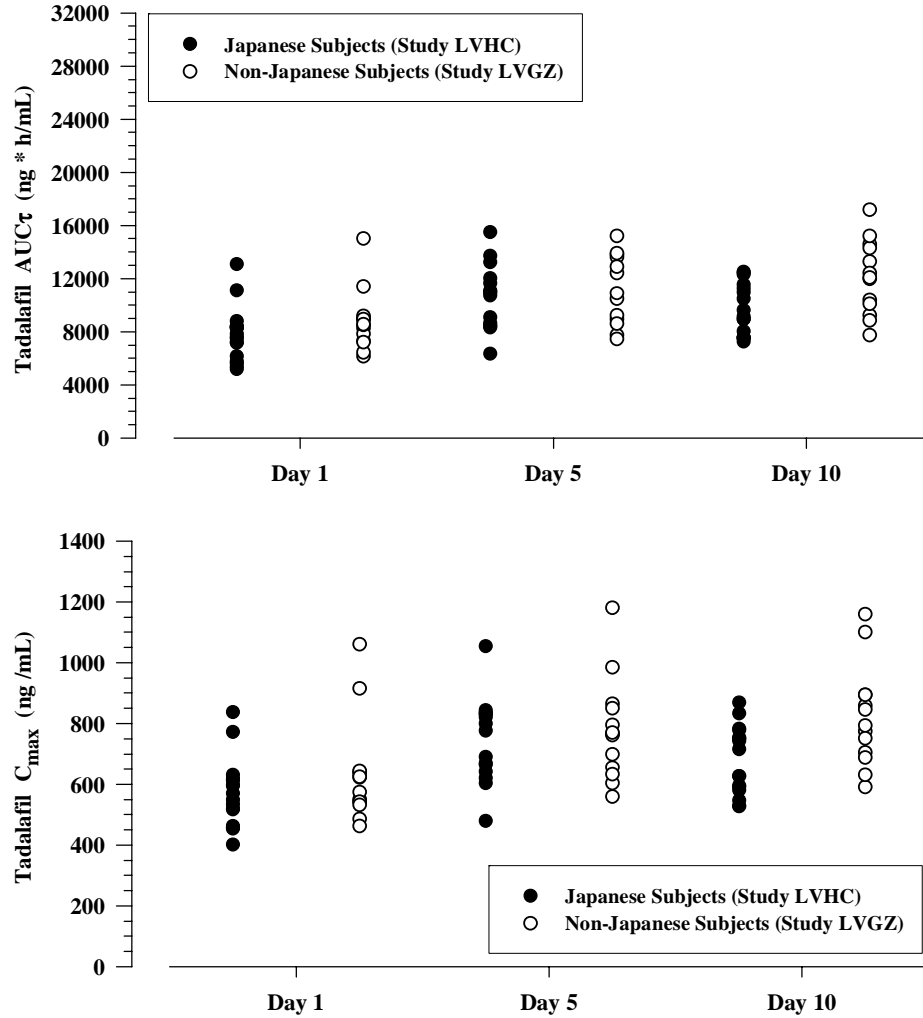 32000
28000
24000
20000
16000
12000
8000
4000
0
Tadalafil AUCτ (ng * h/mL)
Japanese Subjects (Study LVHC)
Non-Japanese Subjects (Study LVGZ)
Day 1 Day 5 Day 10
1400
1200
1000
800
600
400
200
0
Tadalafil Cmax (ng /mL)
Japanese Subjects (Study LVHC)
Non-Japanese Subjects (Study LVGZ)
Day 1 Day 5 Day 10